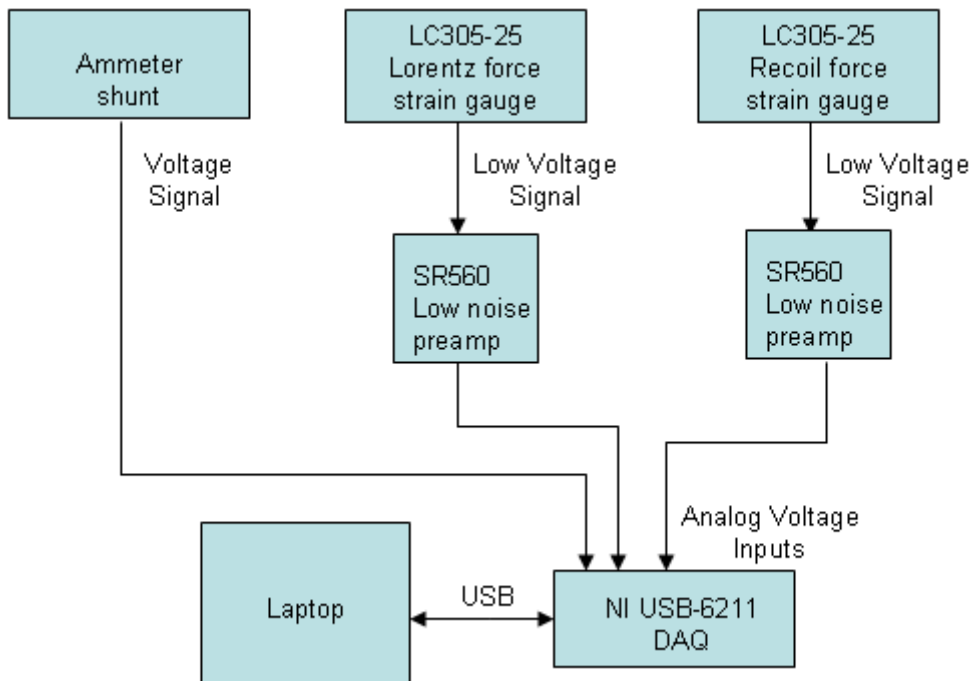 Ammeter
shunt
LC305-25
Lorentz force
strain gauge
LC305-25
Recoil force
strain gauge
Voltage
Signal
Low Voltage
Signal
Low Voltage
Signal
SR560
Low noise
preamp
SR560
Low noise
preamp
Analog Voltage
Inputs
Laptop
USB
NI USB-6211
DAQ